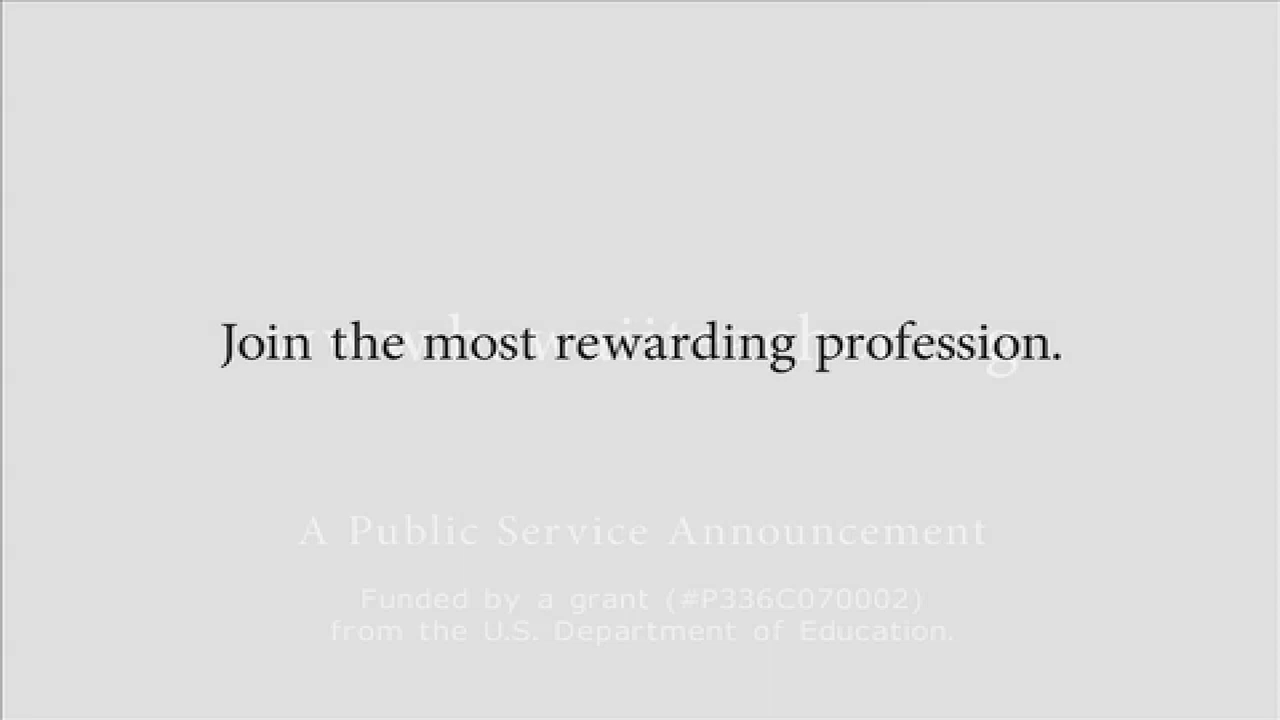 Join the most rewarding profession.
A Public Service Announcement
Funded by a grant (#P336C070002)
from the U.S. Department of Education.